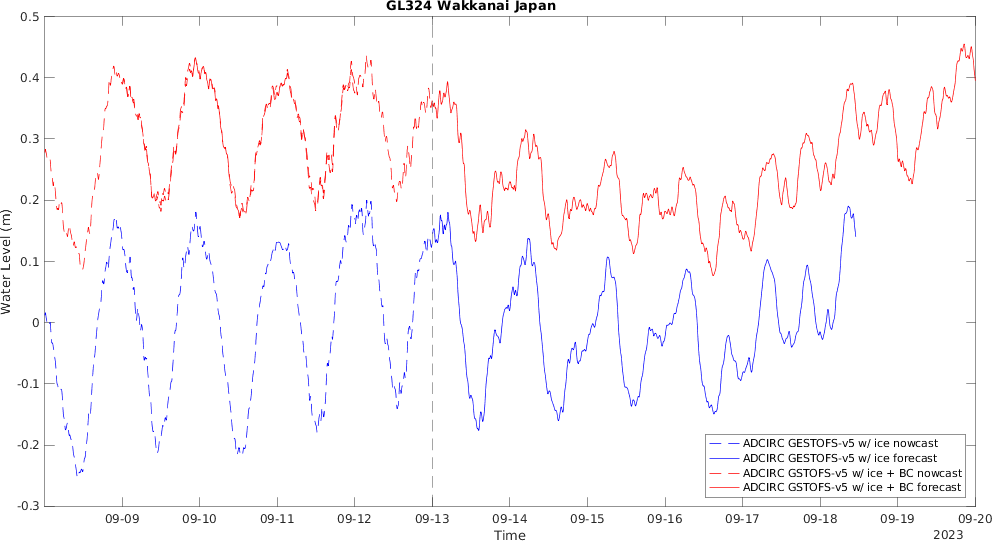 GL324 Wakkanai Japan
0.5
0.4
0.3
0.2
0.1
0
-0.1
-0.2
-0.3
Water Level (m)
ADCIRC GESTOFS-v5 w/ ice nowcast
ADCIRC GESTOFS-v5 w/ ice forecast
ADCIRC GSTOFS-v5 w/ ice + BC nowcast
ADCIRC GSTOFS-v5 w/ ice + BC forecast
09-09 09-10 09-11 09-12 09-13 09-14 09-15 09-16 09-17 09-18 09-19 09-20
Time
2023